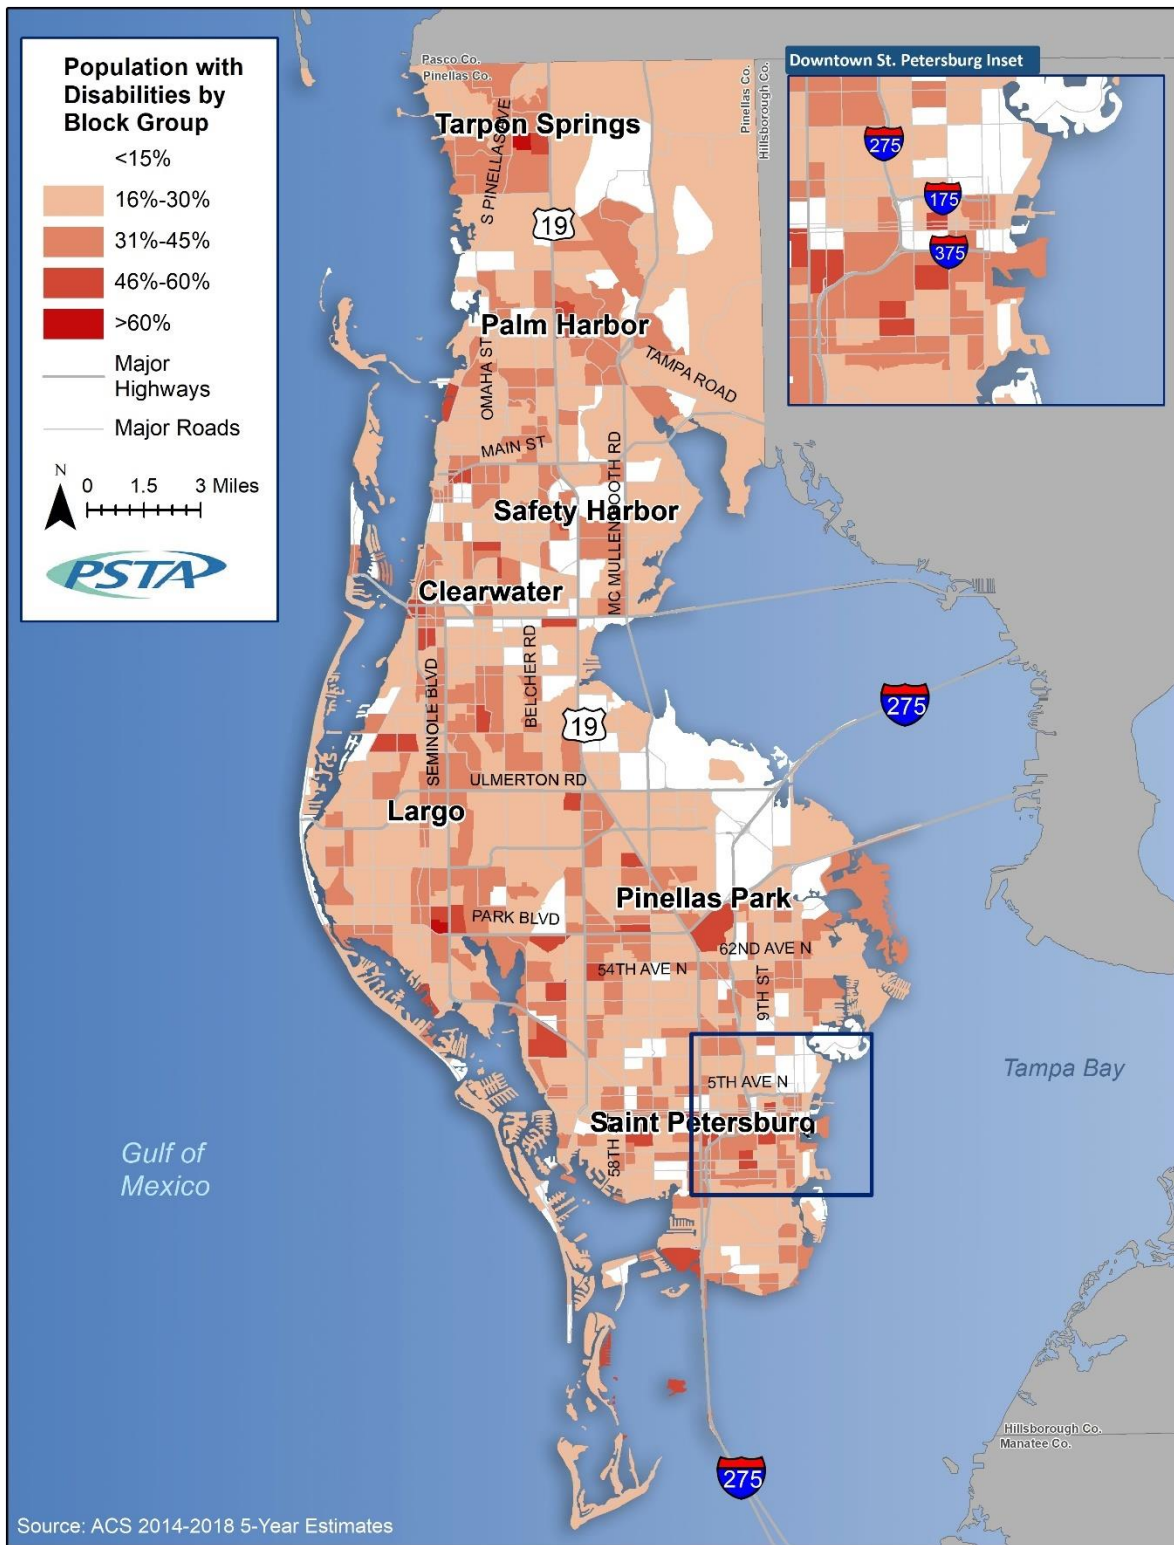 Population with
Disabilities by
Block Group
<15%
16%-30%
31%-45%
46%-60%
>60%
Major
Highways
Major Roads
N
0 1.5 3 Miles
PSTA
Pasco Co.
Pinellas Co.
Pinellas Co.
Hillsborough Co.
Downtown St. Petersburg Inset
275
175
375
Tarpon Springs
S PINELLAS AVE
19
Palm Harbor
OMAHA ST
TAMPA ROAD
MAIN ST
MC MULLEN BOOTH RD
Safety Harbor
Clearwater
SEMINOLE BLVD
BELCHER RD
19
275
ULMERTON RD
Largo
Pinellas Park
PARK BLVD
62ND AVE N
54TH AVE N
9TH ST
5TH AVE N
Saint Petersburg
58TH ST
Tampa Bay
Gulf of
Mexico
Hillsborough Co.
Manatee Co.
275
Source: ACS 2014-2018 5-Year Estimates